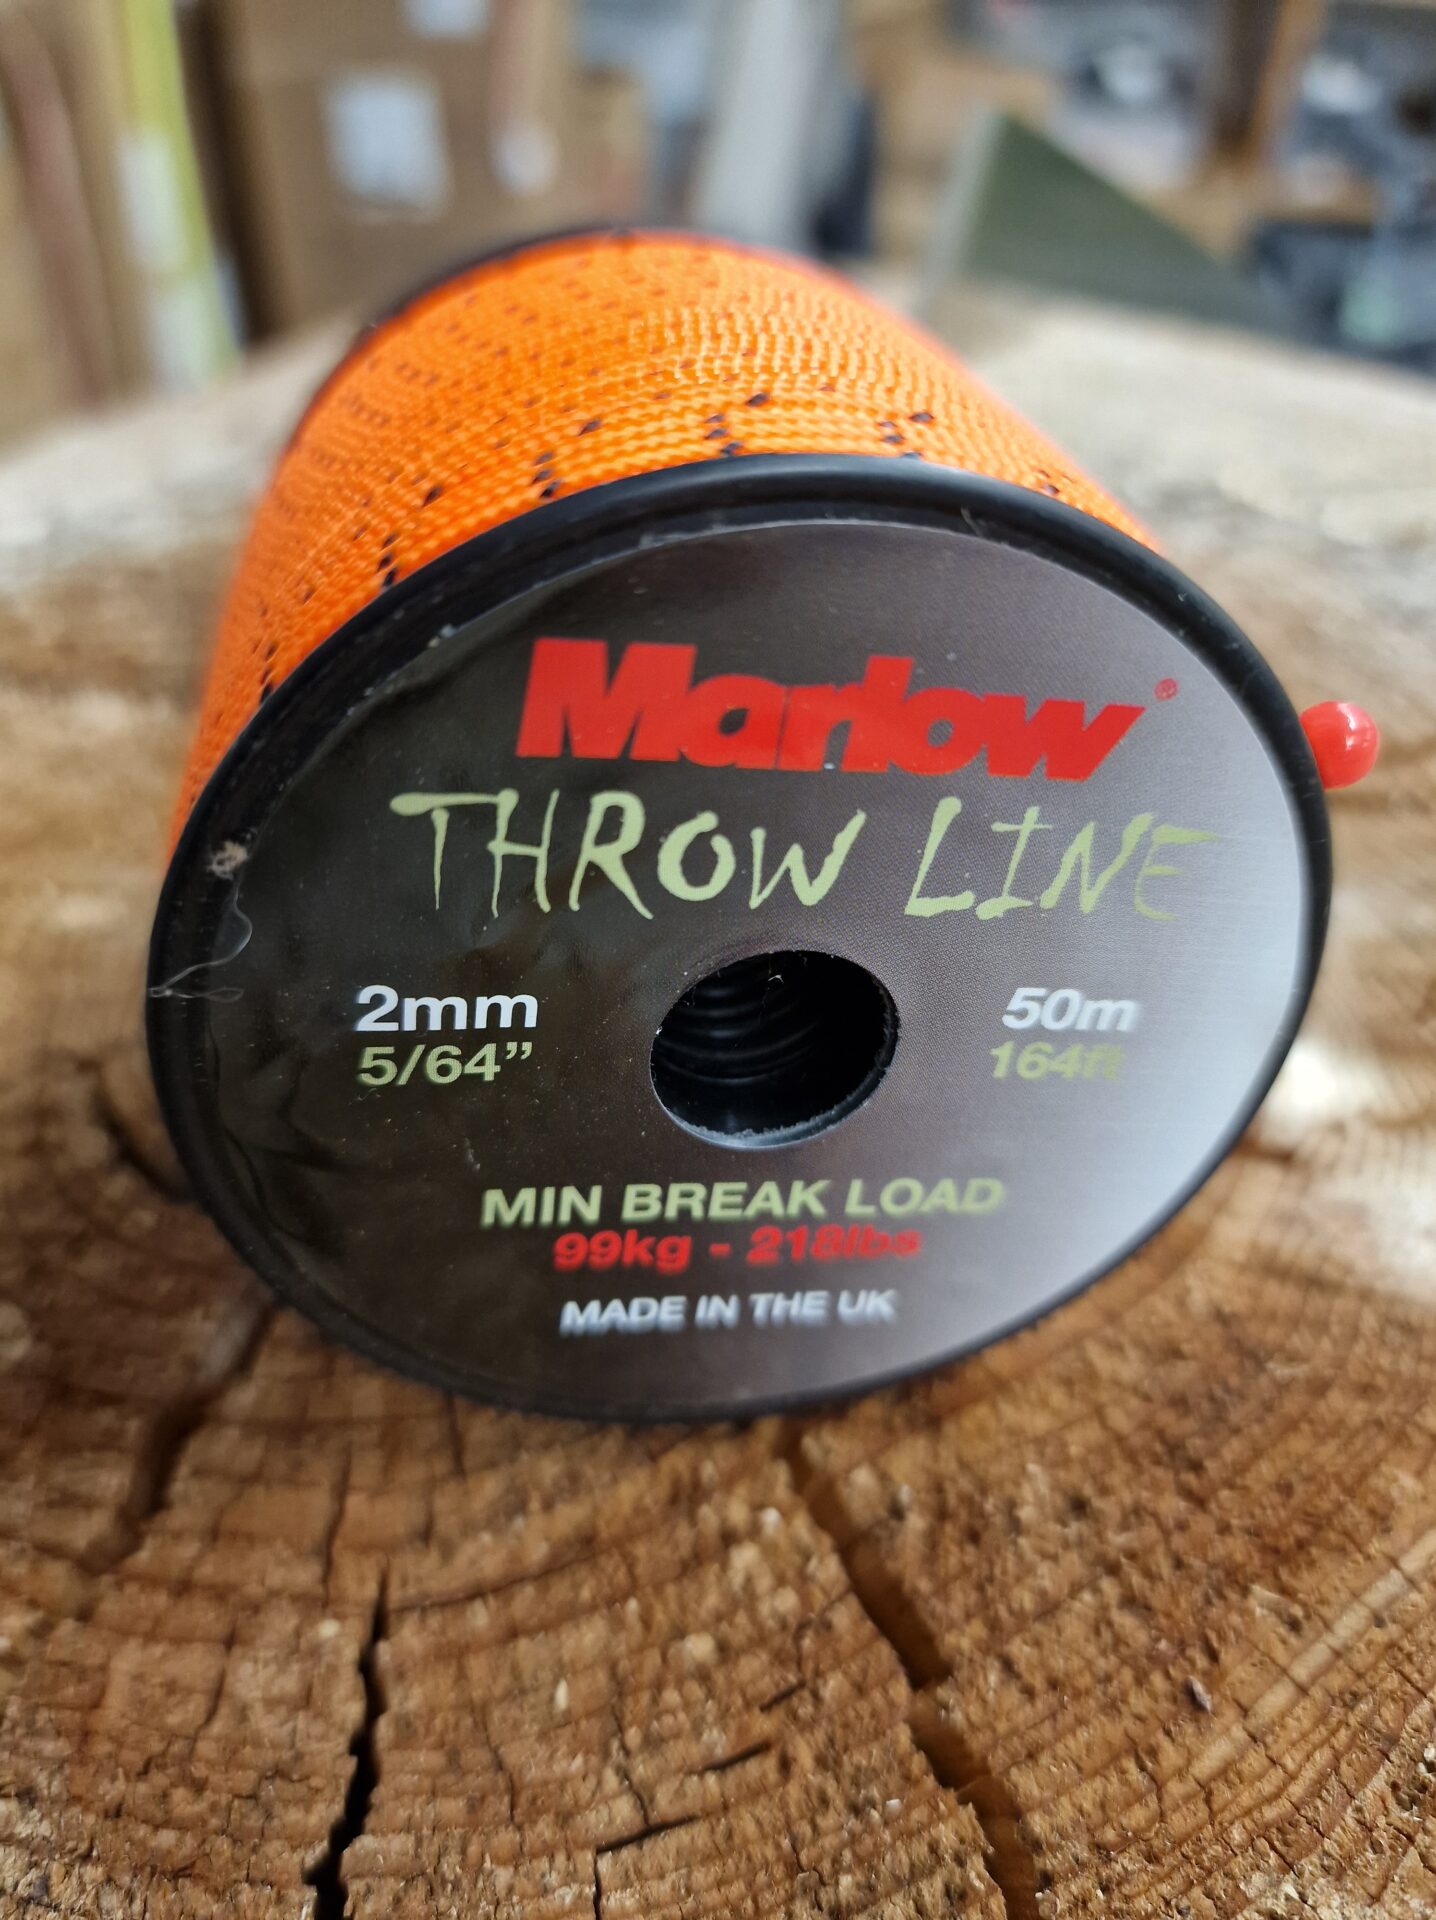 Marlow®
THROW LINE
2mm
5/64”
50m
164ft
MIN BREAK LOAD
99kg - 218lbs
MADE IN THE UK